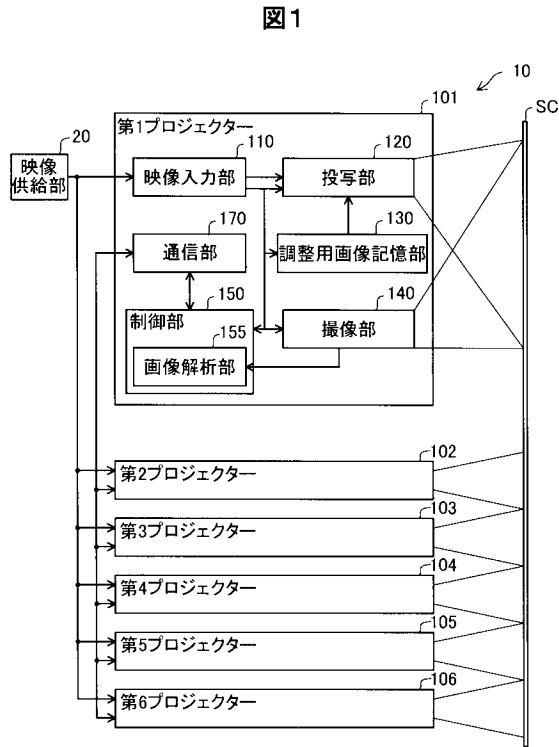 図1
10
101
SC
20
第1プロジェクター
110
120
映像
供給部
映像入力部
投写部
170
130
通信部
調整用画像記憶部
150
140
制御部
155
撮像部
画像解析部
102
第2プロジェクター
103
第3プロジェクター
104
第4プロジェクター
105
第5プロジェクター
106
第6プロジェクター